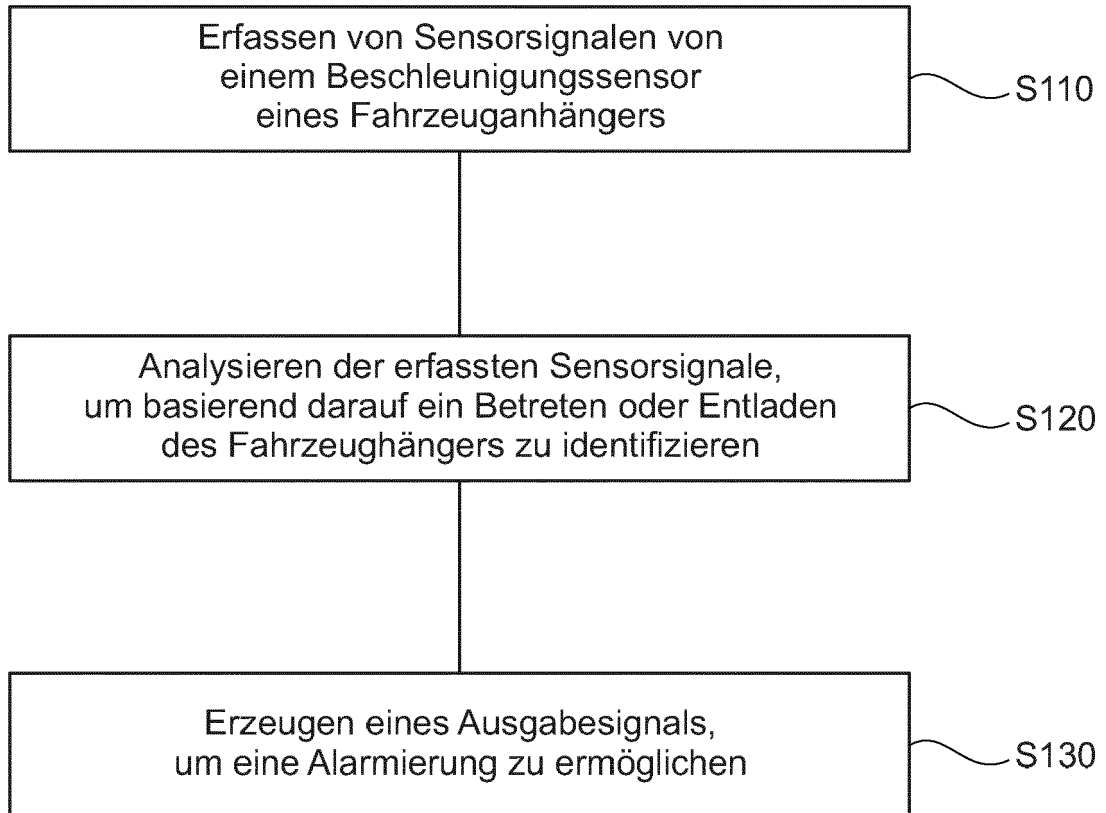 Erfassen von Sensorsignalen von
einem Beschleunigungssensor
eines Fahrzeuganhängers
S110
Analysieren der erfassten Sensorsignale,
um basierend darauf ein Betreten oder Entladen
des Fahrzeughängers zu identifizieren
S120
Erzeugen eines Ausgabesignals,
um eine Alarmierung zu ermöglichen
S130